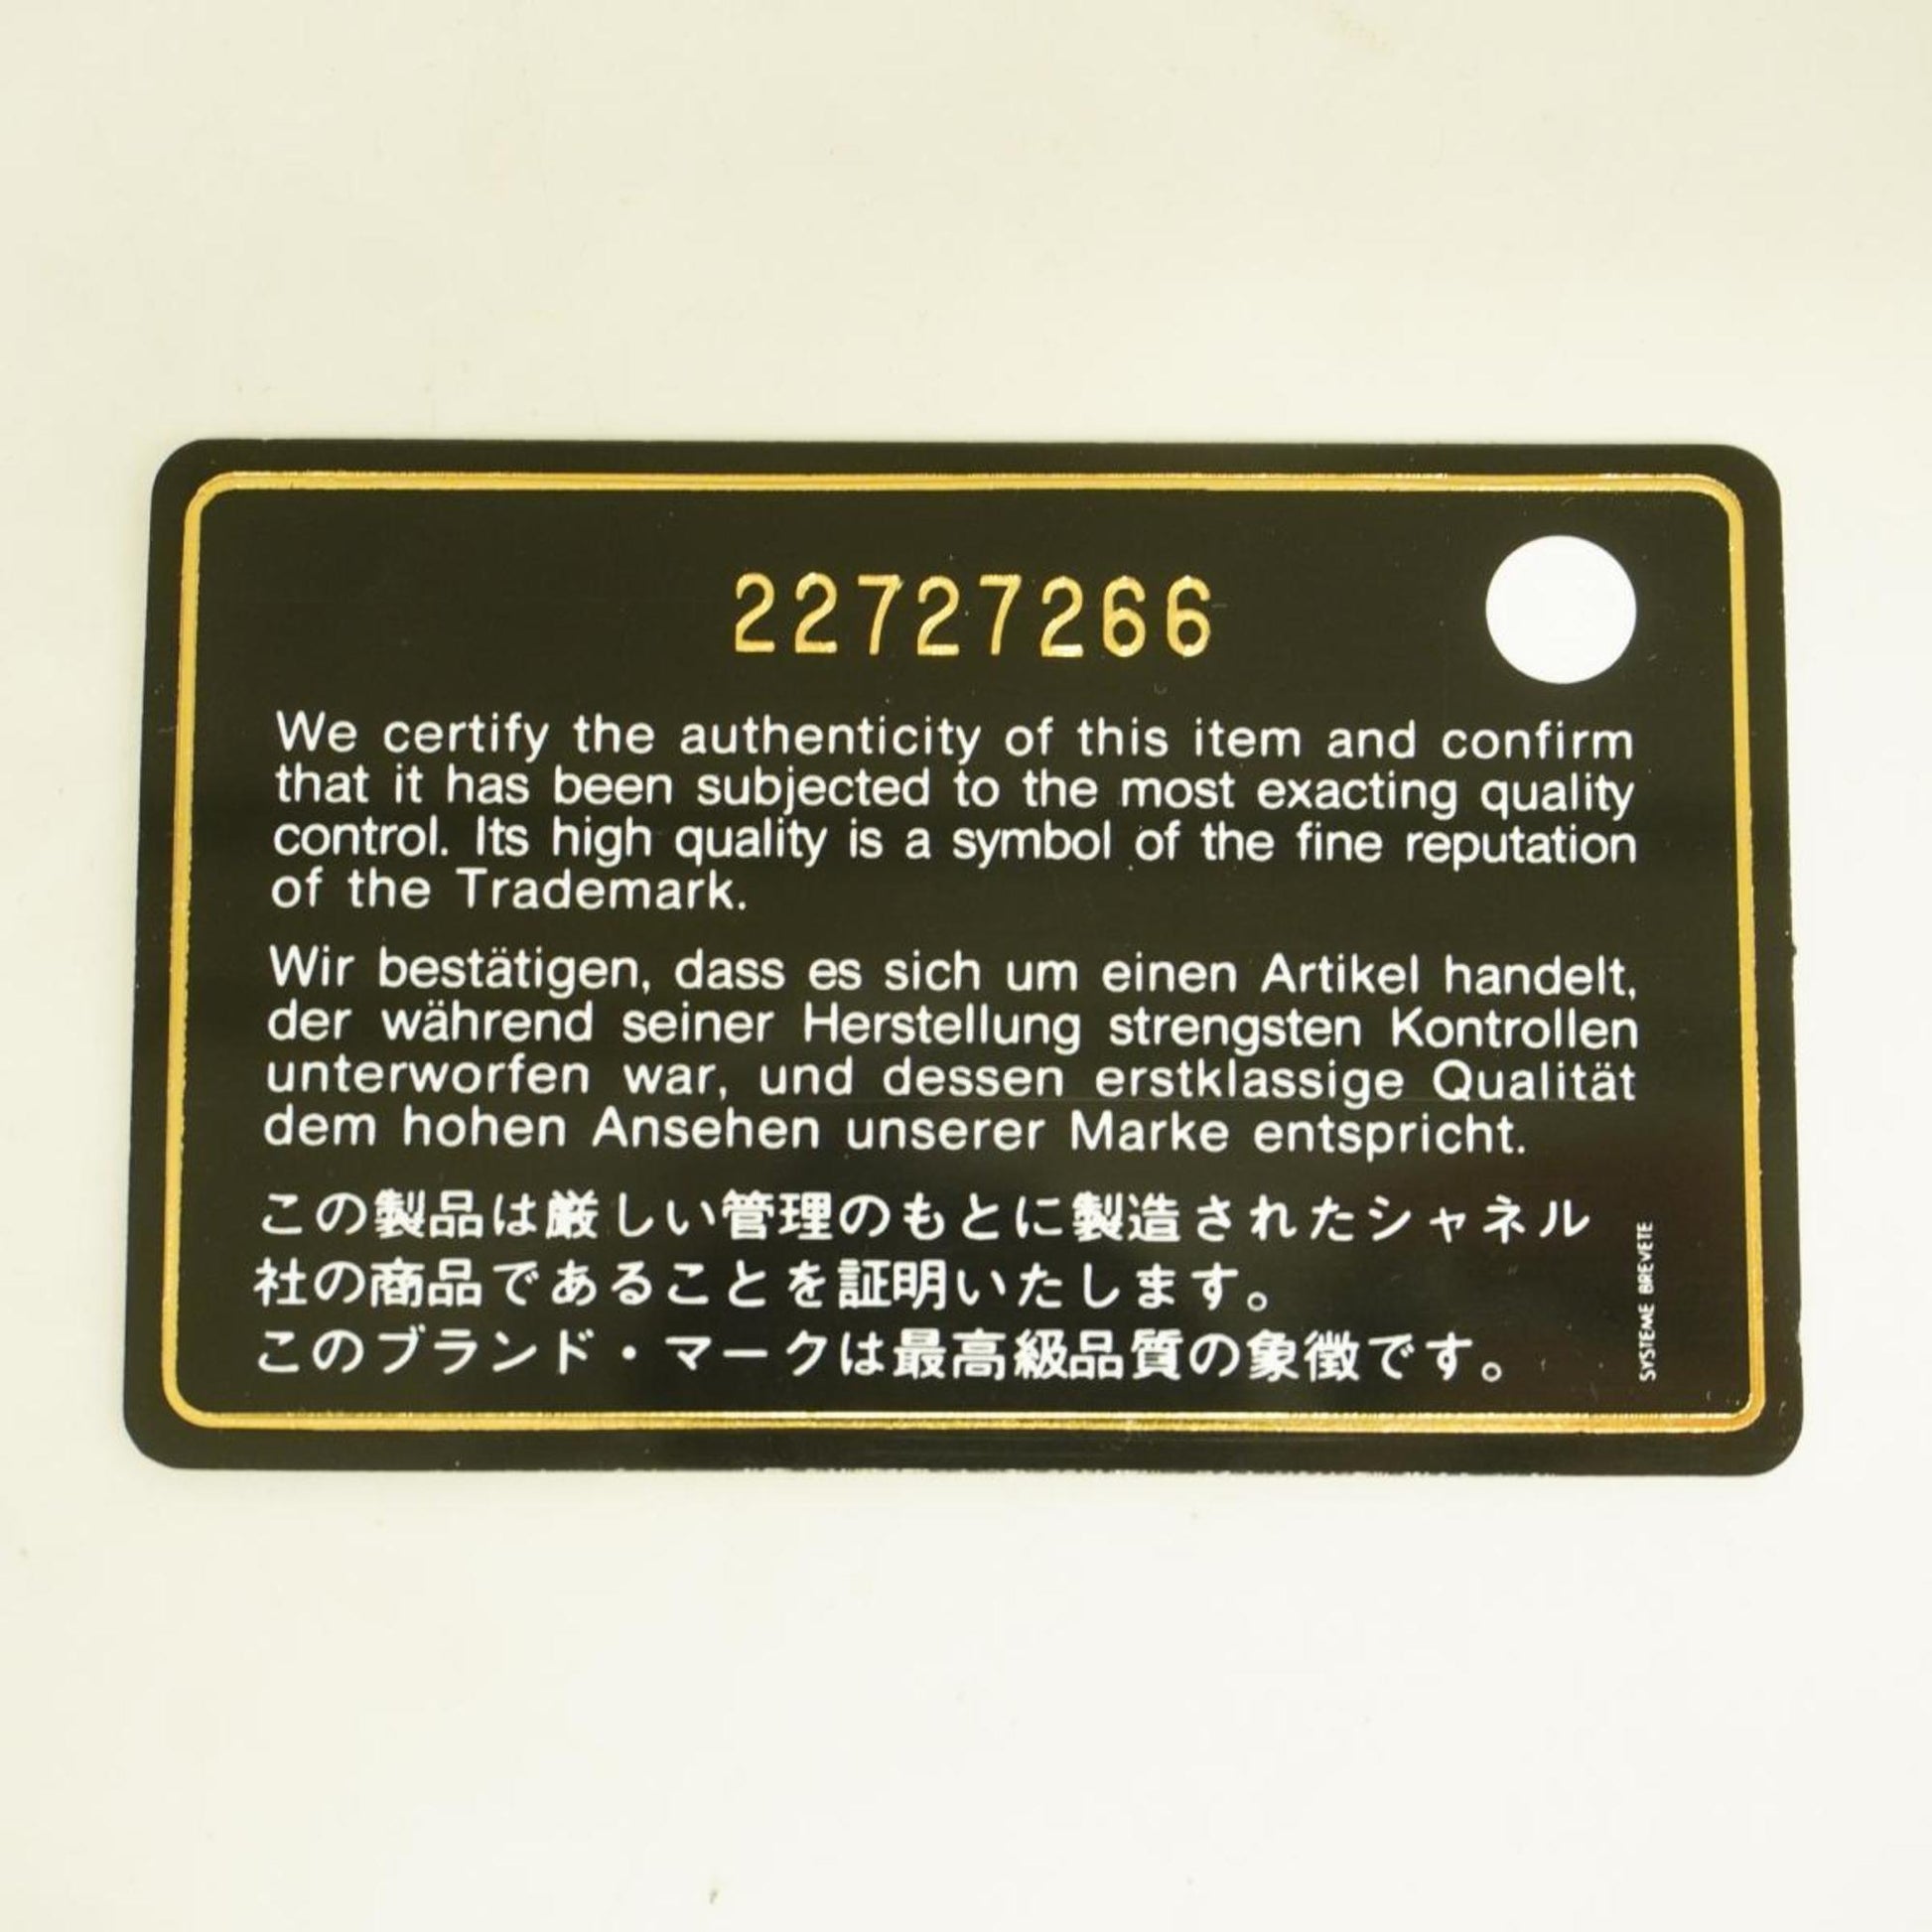 22727266
We certify the authenticity of this item and confirm
that it has been subjected to the most exacting quality
control. Its high quality is a symbol of the fine reputation
of the Trademark.
Wir bestätigen, dass es sich um einen Artikel handelt,
der während seiner Herstellung strengsten Kontrollen
unterworfen war, und dessen erstklassige Qualität
dem hohen Ansehen unserer Marke entspricht.
この製品は厳しい管理のもとに製造されたシャネル
社の商品であることを証明いたします。
このブランド・マークは最高級品質の象徴です。
SYSTEME BREVETE